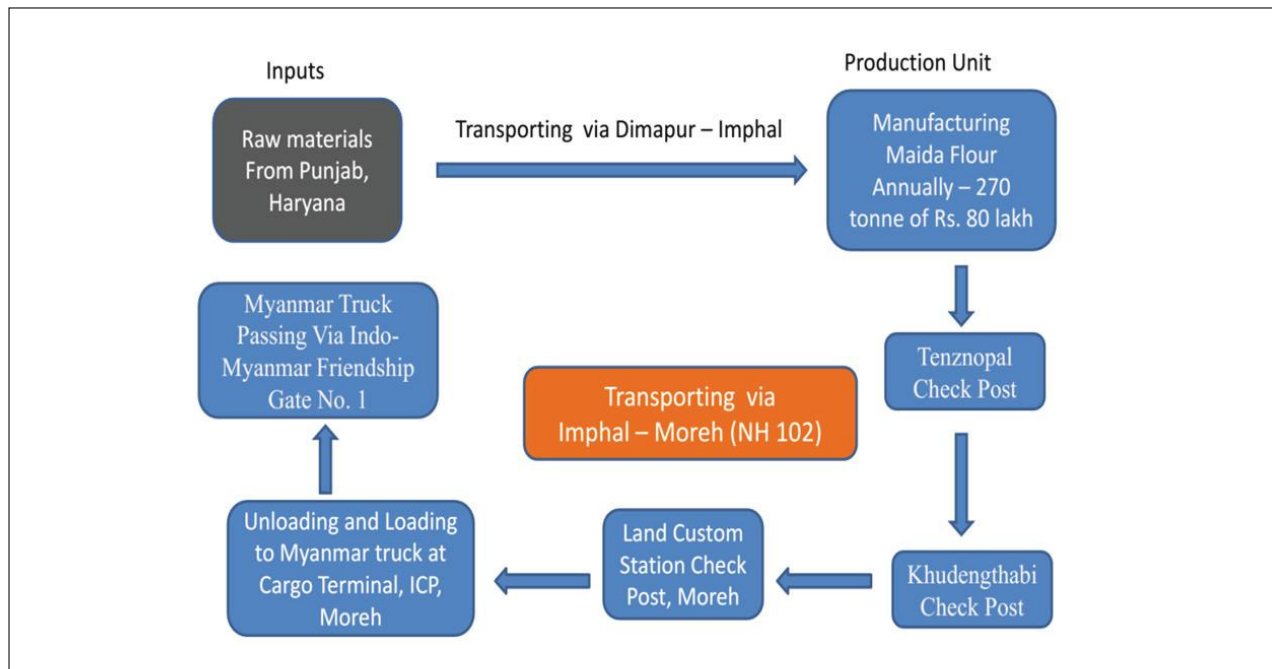 Inputs
Raw materials
From Punjab,
Haryana
Transporting via Dimapur – Imphal
Production Unit
Manufacturing
Maida Flour
Annually – 270
tonne of Rs. 80 lakh
Tenznopal
Check Post
Khudengthabi
Check Post
Transporting via
Imphal – Moreh (NH 102)
Land Custom
Station Check
Post, Moreh
Unloading and Loading
to Myanmar truck at
Cargo Terminal, ICP,
Moreh
Myanmar Truck
Passing Via Indo-
Myanmar Friendship
Gate No. 1